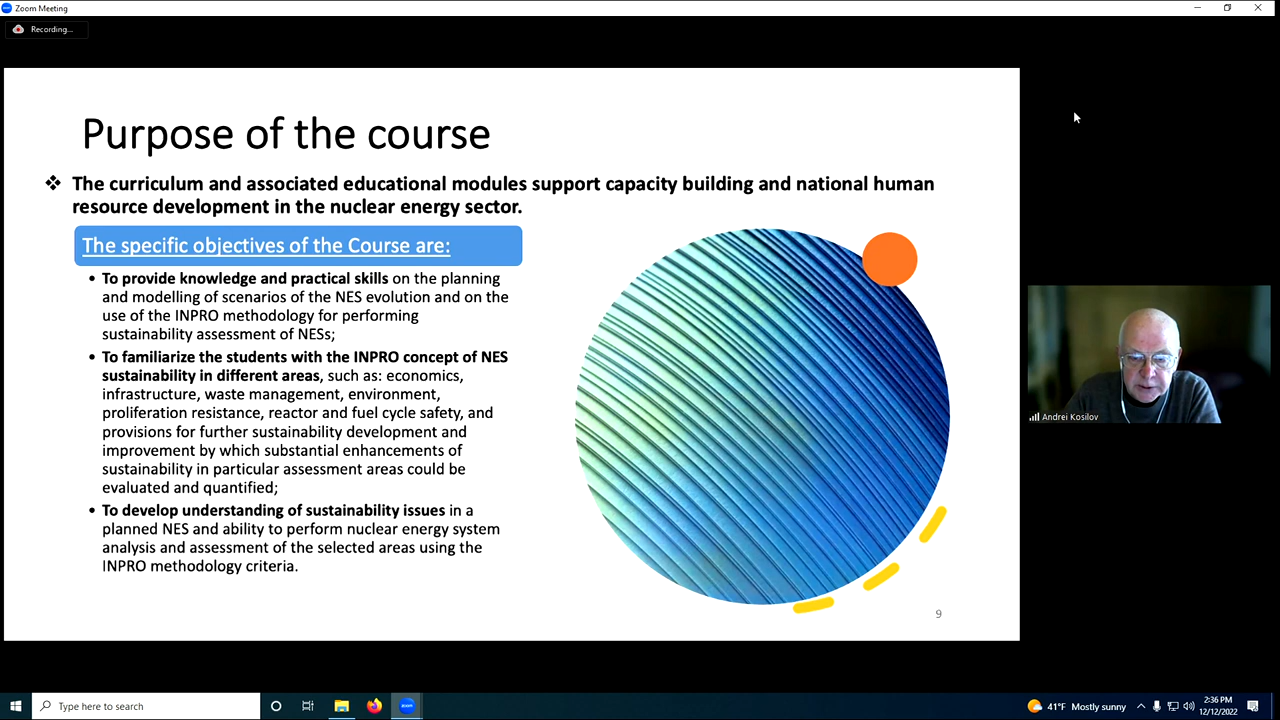 Zoom Meeting
Recording...
Purpose of the course
❖ The curriculum and associated educational modules support capacity building and national human
resource development in the nuclear energy sector.
The specific objectives of the Course are:
• To provide knowledge and practical skills on the planning
and modelling of scenarios of the NES evolution and on the
use of the INPRO methodology for performing
sustainability assessment of NESs;
• To familiarize the students with the INPRO concept of NES
sustainability in different areas, such as: economics,
infrastructure, waste management, environment,
proliferation resistance, reactor and fuel cycle safety, and
provisions for further sustainability development and
improvement by which substantial enhancements of
sustainability in particular assessment areas could be
evaluated and quantified;
• To develop understanding of sustainability issues in a
planned NES and ability to perform nuclear energy system
analysis and assessment of the selected areas using the
INPRO methodology criteria.
9
Andrei Kosilov
Type here to search
zoom
41°F Mostly sunny
2:36 PM
12/12/2022